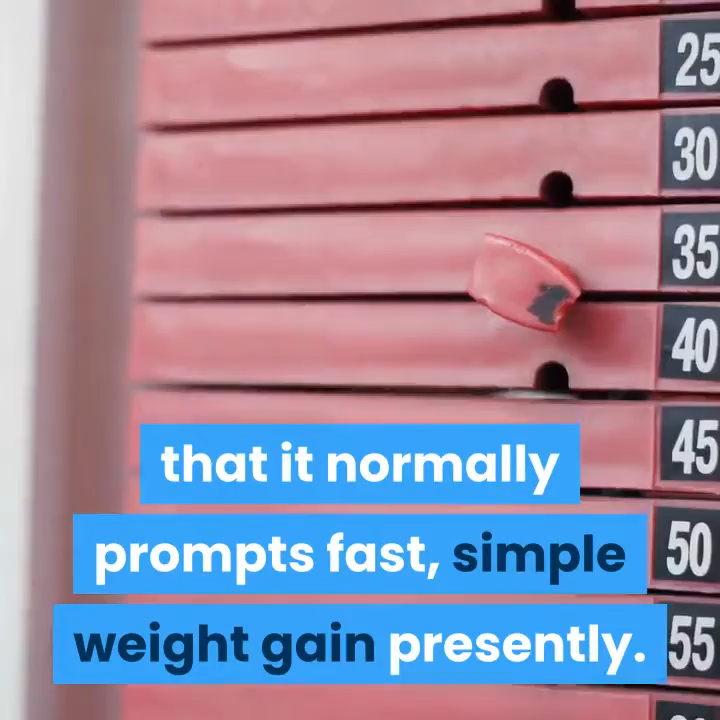 25
30
35
40
45
that it normally
50
prompts fast, simple
55
weight gain presently.